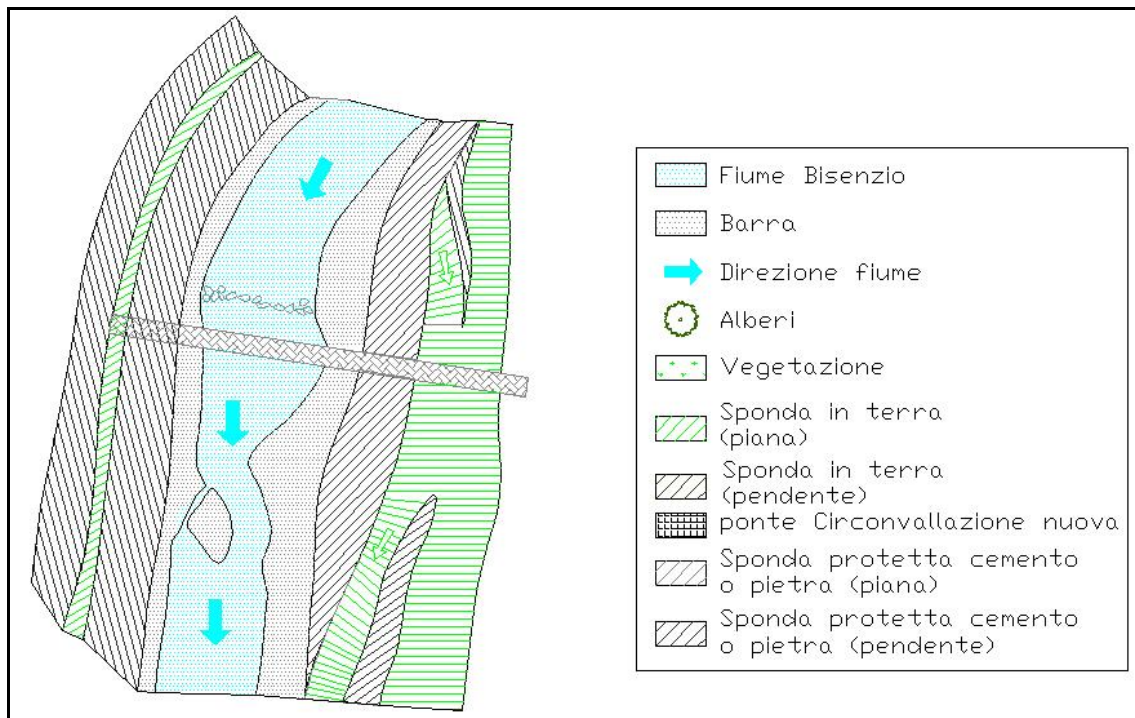 Fiume Bisenzio
Barra
Direzione fiume
Alberi
Vegetazione
Sponda in terra
(piana)
Sponda in terra
(pendente)
ponte Circonvallazione nuova
Sponda protetta cemento
o pietra (piana)
Sponda protetta cemento
o pietra (pendente)